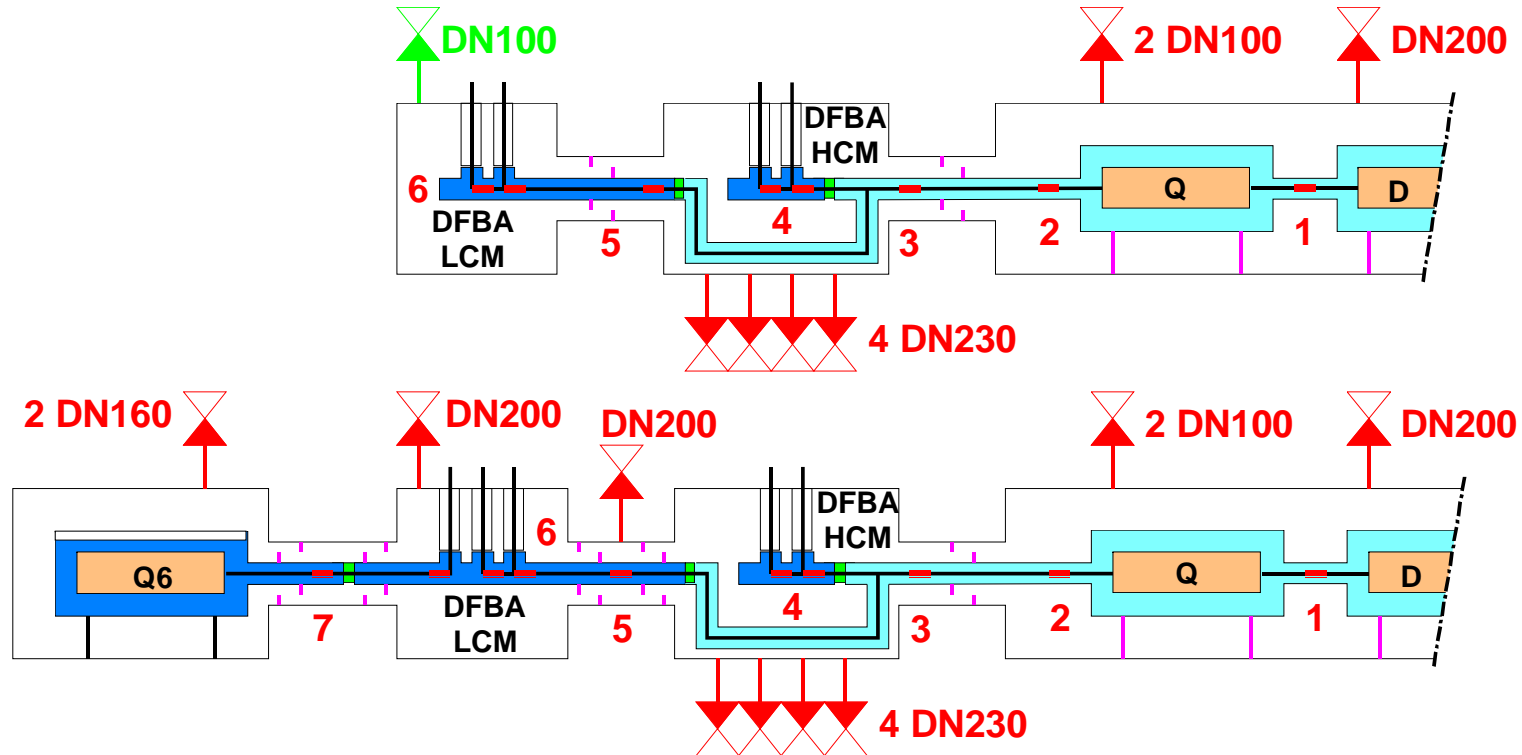 DN100
2 DN100
DN200
DFBA
HCM
6
Q
D
DFBA
LCM
5
4
3
2
1
4 DN230
2 DN160
DN200
DN200
2 DN100
DN200
DFBA
HCM
6
Q6
Q
D
DFBA
LCM
7
5
4
3
2
1
4 DN230